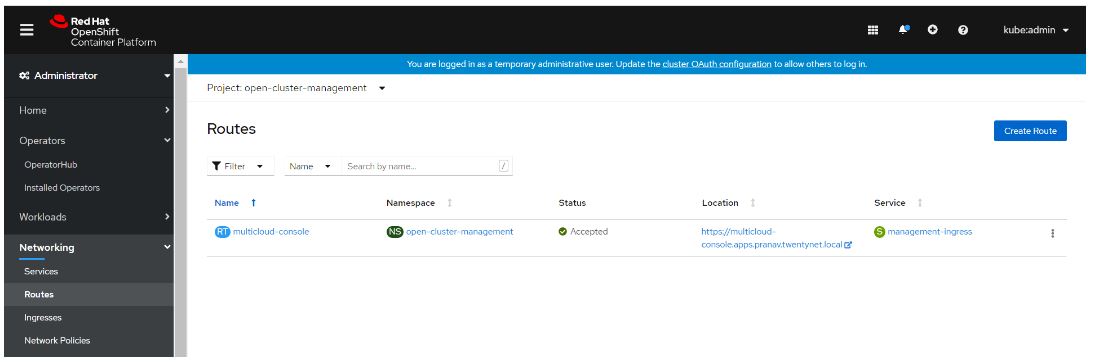 Red Hat
OpenShift
Container Platform
kube:admin
Administrator
You are logged in as a temporary administrative user. Update the cluster OAuth configuration to allow others to log in.
Project: open-cluster-management
Home
Operators
OperatorHub
Installed Operators
Workloads
Networking
Services
Routes
Ingresses
Network Policies
Routes
Create Route
Filter Name Search by name... /
Name Namespace Status Location Service
RT multicloud-console NS open-cluster-management Accepted https://multicloud- S management-ingress
console.apps.pranav.twentynet.local